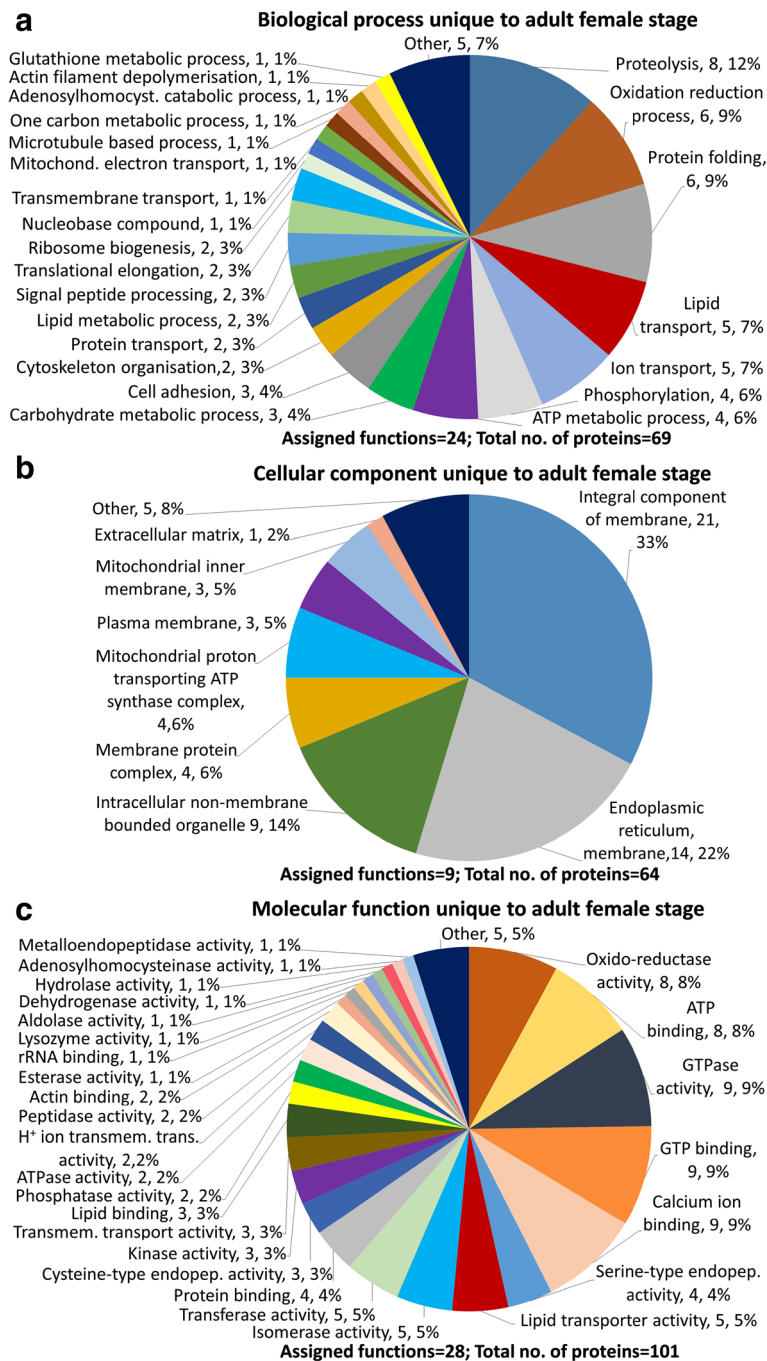 a
Biological process unique to adult female stage
Other, 5, 7%
Glutathione metabolic process, 1, 1%
Actin filament depolymerisation, 1, 1%
Adenosylhomocyst. catabolic process, 1, 1%
One carbon metabolic process, 1, 1%
Microtubule based process, 1, 1%
Mitochond. electron transport, 1, 1%
Transmembrane transport, 1, 1%
Nucleobase compound, 1, 1%
Ribosome biogenesis, 2, 3%
Translational elongation, 2, 3%
Signal peptide processing, 2, 3%
Lipid metabolic process, 2, 3%
Protein transport, 2, 3%
Cytoskeleton organisation,2, 3%
Cell adhesion, 3, 4%
Carbohydrate metabolic process, 3, 4%
Proteolysis, 8, 12%
Oxidation reduction
process, 6, 9%
Protein folding,
6, 9%
Lipid
transport, 5, 7%
Ion transport, 5, 7%
Phosphorylation, 4, 6%
ATP metabolic process, 4, 6%
Assigned functions=24; Total no. of proteins=69
b
Cellular component unique to adult female stage
Other, 5, 8%
Extracellular matrix, 1, 2%
Mitochondrial inner
membrane, 3, 5%
Plasma membrane, 3, 5%
Mitochondrial proton
transporting ATP
synthase complex,
4,6%
Membrane protein
complex, 4, 6%
Intracellular non-membrane
bounded organelle 9, 14%
Integral component
of membrane, 21,
33%
Endoplasmic
reticulum,
membrane,14, 22%
Assigned functions=9; Total no. of proteins=64
c
Molecular function unique to adult female stage
Other, 5, 5%
Metalloendopeptidase activity, 1, 1%
Adenosylhomocysteinase activity, 1, 1%
Hydrolase activity, 1, 1%
Dehydrogenase activity, 1, 1%
Aldolase activity, 1, 1%
Lysozyme activity, 1, 1%
rRNA binding, 1, 1%
Esterase activity, 1, 1%
Actin binding, 2, 2%
Peptidase activity, 2, 2%
H⁺ ion transmem. trans.
activity, 2,2%
ATPase activity, 2, 2%
Phosphatase activity, 2, 2%
Lipid binding, 3, 3%
Transmem. transport activity, 3, 3%
Kinase activity, 3, 3%
Cysteine-type endopep. activity, 3, 3%
Protein binding, 4, 4%
Transferase activity, 5, 5%
Isomerase activity, 5, 5%
Oxido-reductase
activity, 8, 8%
ATP
binding, 8, 8%
GTPase
activity, 9, 9%
GTP binding,
9, 9%
Calcium ion
binding, 9, 9%
Serine-type endopep.
activity, 4, 4%
Lipid transporter activity, 5, 5%
Assigned functions=28; Total no. of proteins=101